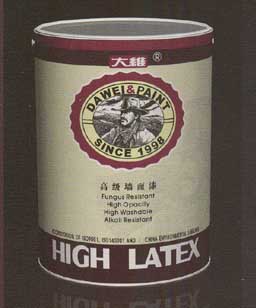 大維®
DAWEI & PAINT
SINCE 1998
高级墙面漆
Fungus Resistant
High Opacity
High Washable
Alkali Resistant
HIGH LATEX